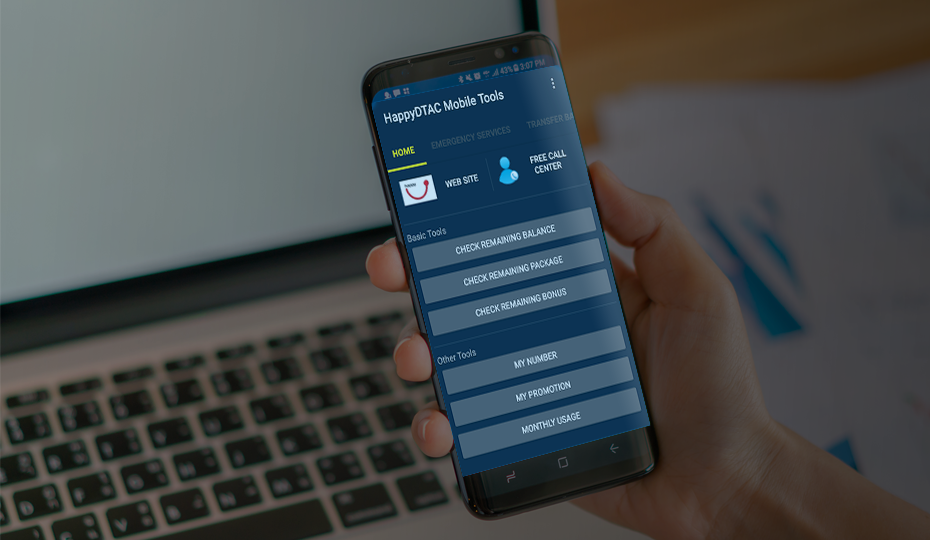 43% 3:07 PM
HappyDTAC Mobile Tools
HOME
EMERGENCY SERVICES
TRANSFER BA
WEB SITE
FREE CALL
CENTER
Basic Tools
CHECK REMAINING BALANCE
CHECK REMAINING PACKAGE
CHECK REMAINING BONUS
Other Tools
MY NUMBER
MY PROMOTION
MONTHLY USAGE